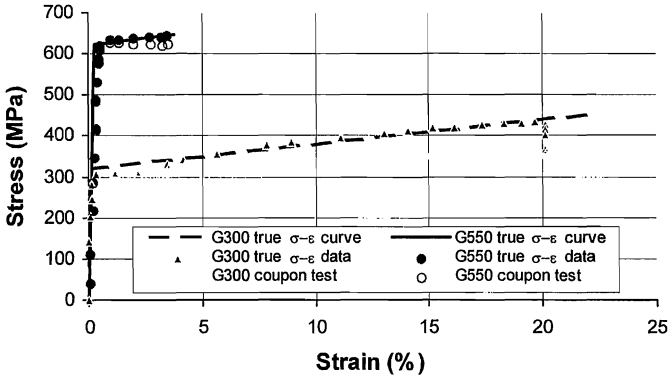 Stress (MPa)
700
600
500
400
300
200
100
0
G300 true σ–ε curve
G550 true σ–ε curve
G300 true σ–ε data
G550 true σ–ε data
G300 coupon test
G550 coupon test
0
5
10
15
20
25
Strain (%)